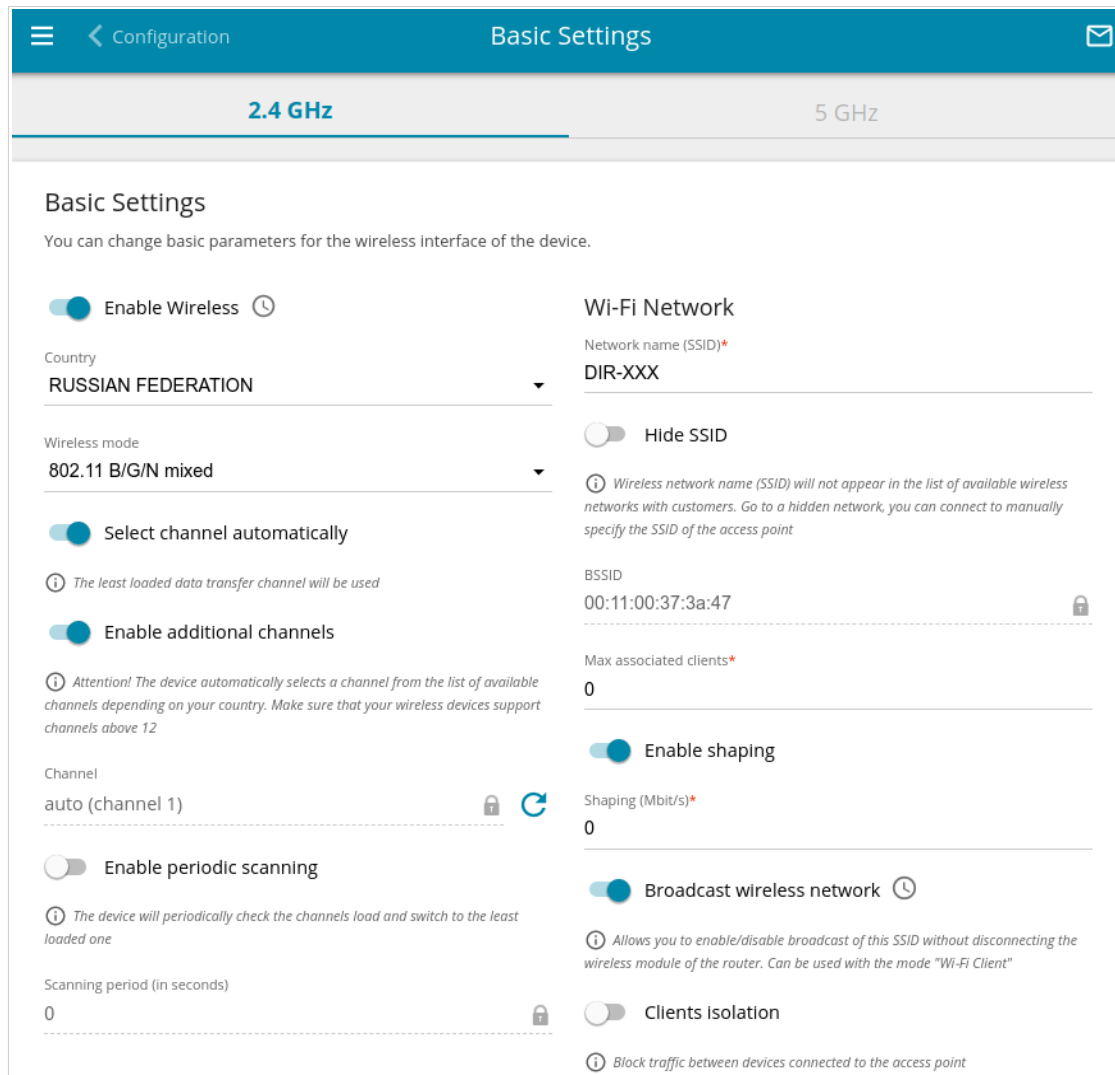 Configuration
Basic Settings
2.4 GHz
5 GHz
Basic Settings
You can change basic parameters for the wireless interface of the device.
Enable Wireless
Country
RUSSIAN FEDERATION
Wireless mode
802.11 B/G/N mixed
Select channel automatically
The least loaded data transfer channel will be used
Enable additional channels
Attention! The device automatically selects a channel from the list of available
channels depending on your country. Make sure that your wireless devices support
channels above 12
Channel
auto (channel 1)
Enable periodic scanning
The device will periodically check the channels load and switch to the least
loaded one
Scanning period (in seconds)
0
Wi-Fi Network
Network name (SSID)*
DIR-XXX
Hide SSID
Wireless network name (SSID) will not appear in the list of available wireless
networks with customers. Go to a hidden network, you can connect to manually
specify the SSID of the access point
BSSID
00:11:00:37:3a:47
Max associated clients*
0
Enable shaping
Shaping (Mbit/s)*
0
Broadcast wireless network
Allows you to enable/disable broadcast of this SSID without disconnecting the
wireless module of the router. Can be used with the mode "Wi-Fi Client"
Clients isolation
Block traffic between devices connected to the access point